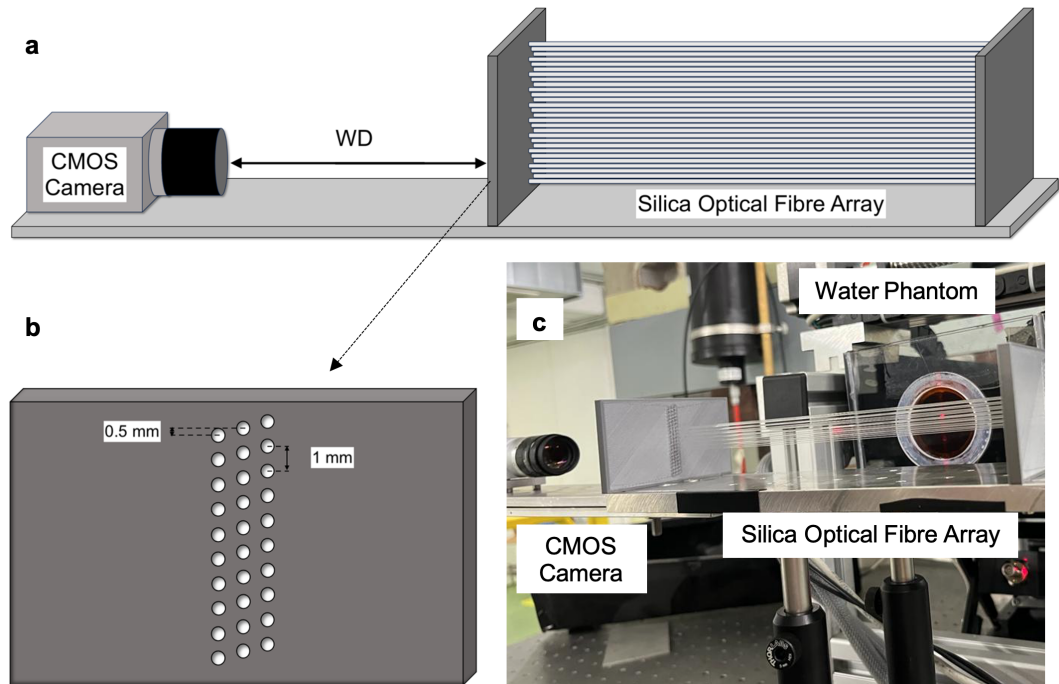 a
CMOS
Camera
WD
Silica Optical Fibre Array
b
0.5 mm
1 mm
c
Water Phantom
CMOS
Camera
Silica Optical Fibre Array